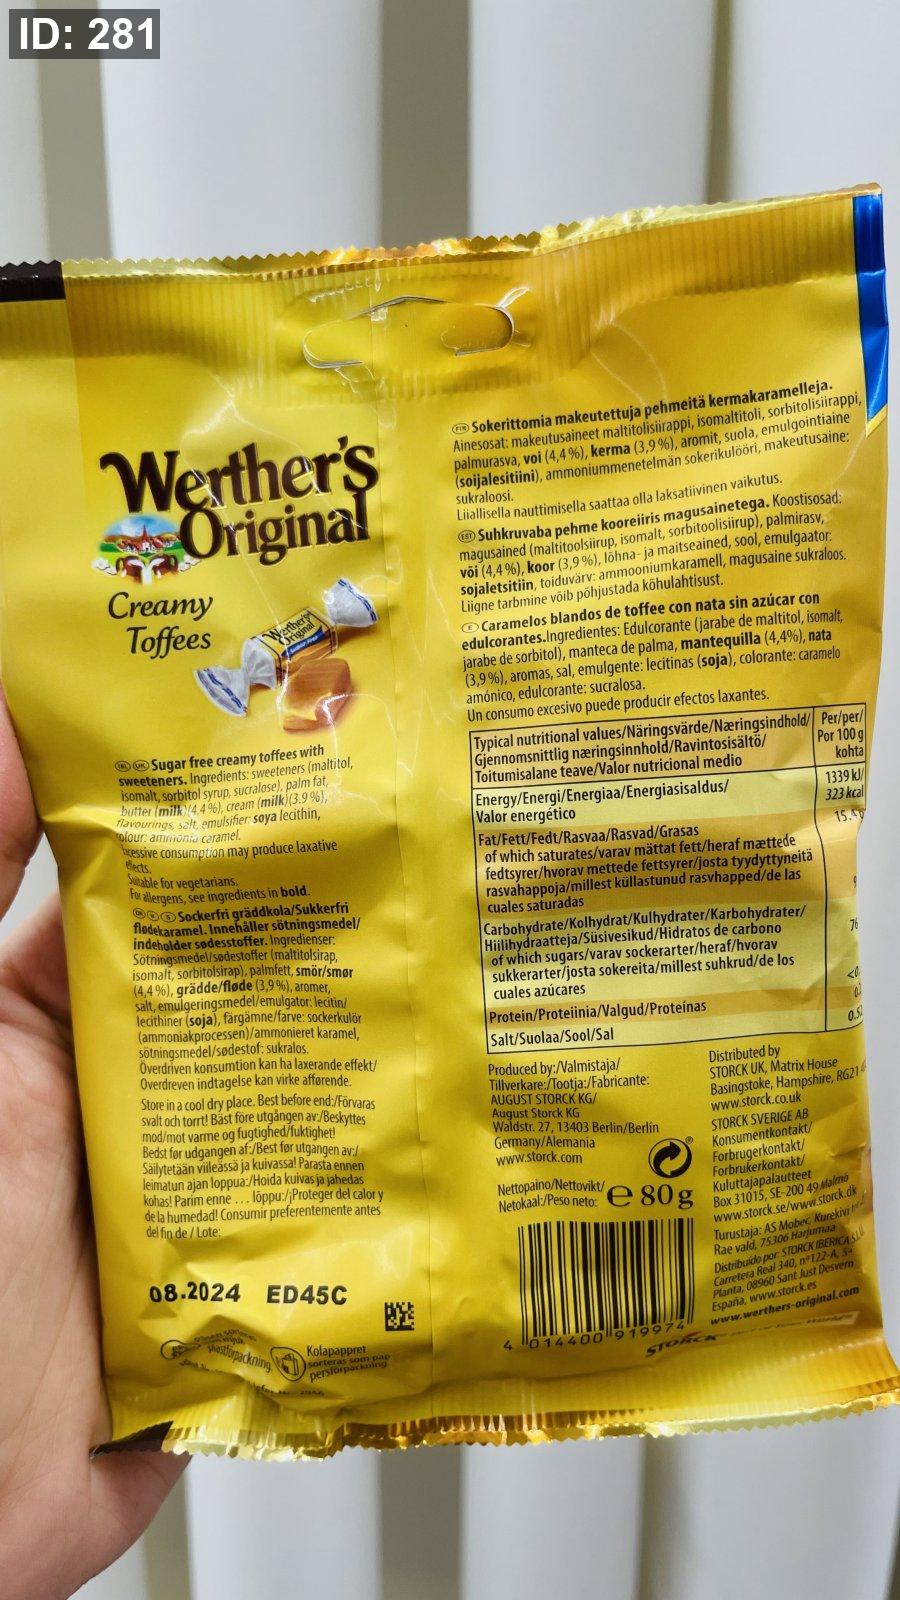 ID: 281
Werther's
Original
Creamy
Toffees
Werther's
Original
GB UK Sugar free creamy toffees with
sweeteners. Ingredients: sweeteners (maltitol,
isomalt, sorbitol syrup, sucralose), palm fat,
butter (milk)(4.4 %), cream (milk)(3.9 %),
flavourings, salt, emulsifier: soya lecithin,
colour: ammonia caramel.
Excessive consumption may produce laxative
effects.
Suitable for vegetarians.
For allergens, see ingredients in bold.
Sockerfri gräddkola/Sukkerfri
flødekaramel. Innehåller sötningsmedel/
indeholder sødestoffer. Ingredienser:
Sötningsmedel/sødestoffer (maltitolsirap,
isomalt, sorbitolsirap), palmfett, smör/smør
(4,4 %), grädde/fløde (3,9 %), aromer,
salt, emulgeringsmedel/emulgator: lecitin/
lecithiner (soja), färgämne/farve: sockerkulör
(ammoniakprocessen)/ammonieret karamel,
sötningsmedel/sødestof: sukralos.
Överdriven konsumtion kan ha laxerande effekt/
Overdreven indtagelse kan virke afførende.
Store in a cool dry place. Best before end:/Förvaras
svalt och torrt! Bäst före utgången av:/Beskyttes
mod/mot varme og fugtighed/fuktighet!
Bedst før udgangen af:/Best før utgangen av:/
Säilytetään viileässä ja kuivassa! Parasta ennen
leimatun ajan loppua:/Hoida kuivas ja jahedas
kohas! Parim enne ... lõppu:/¡Proteger del calor y
de la humedad! Consumir preferentemente antes
del fin de / Lote:
08.2024 ED45C
plastförpackning.
Kolapappret
sorteras som pap
persförpackning.
FIN Sokerittomia makeutettuja pehmeitä kermakaramelleja.
Ainesosat: makeutusaineet maltitolisiirappi, isomaltitoli, sorbitolisiirappi,
palmurasva, voi (4,4 %), kerma (3,9 %), aromit, suola, emulgointiaine
(soijalesitiini), ammoniummenetelmän sokerikulööri, makeutusaine:
sukraloosi.
Liiallisella nauttimisella saattaa olla laksatiivinen vaikutus.
EST Suhkruvaba pehme kooreiiris magusainetega. Koostisosad:
magusained (maltitoolsiirup, isomalt, sorbitoolisiirup), palmirasv,
või (4,4 %), koor (3,9 %), lõhna- ja maitseained, sool, emulgaator:
sojaletsitiin, toiduvärv: ammooniumkaramell, magusaine sukraloos.
Liigne tarbmine võib põhjustada kõhulahtisust.
E Caramelos blandos de toffee con nata sin azúcar con
edulcorantes.Ingredientes: Edulcorante (jarabe de maltitol, isomalt,
jarabe de sorbitol), manteca de palma, mantequilla (4,4%), nata
(3,9%), aromas, sal, emulgente: lecitinas (soja), colorante: caramelo
amónico, edulcorante: sucralosa.
Un consumo excesivo puede producir efectos laxantes.
Typical nutritional values/Näringsvärde/Næringsindhold/ Per/per/
Gjennomsnittlig næringsinnhold/Ravintosisältö/ Por 100 g
Toitumisalane teave/Valor nutricional medio kohta
Energy/Energi/Energiaa/Energiasisaldus/ 1339 kJ/
Valor energético 323 kcal
Fat/Fett/Fedt/Rasvaa/Rasvad/Grasas 15.4
of which saturates/varav mättat fett/heraf mættede
fedtsyrer/hvorav mettede fettsyrer/josta tyydyttyneitä
rasvahappoja/millest küllastunud rasvhapped/de las
cuales saturadas
Carbohydrate/Kolhydrat/Kulhydrater/Karbohydrater/
Hiilihydraatteja/Süsivesikud/Hidratos de carbono 76
of which sugars/varav sockerarter/heraf/hvorav
sukkerarter/josta sokereita/millest suhkrud/de los
cuales azúcares
Protein/Proteiinia/Valgud/Proteínas
Salt/Suolaa/Sool/Sal
Produced by:/Valmistaja/
Tillverkare:/Tootja:/Fabricante:
AUGUST STORCK KG/
August Storck KG
Waldstr. 27, 13403 Berlin/Berlín
Germany/Alemania
www.storck.com
Nettopaino/Nettovikt/
Netokaal:/Peso neto: e 80 g
4 014400 919974
Distributed by
STORCK UK, Matrix House
Basingstoke, Hampshire, RG21
www.storck.co.uk
STORCK SVERIGE AB
Konsumentkontakt/
Forbrugerkontakt/
Forbrukerkontakt/
Kuluttajapalautteet
Box 31015, SE-200 49 Malmö
www.storck.se/www.storck.dk
Turustaja: AS Mobec, Kurekivi
Rae vald, 75306 Harjumaa
Distribuido por: STORCK IBERICA S.L.U.
Carretera Real 340, nº122-A, 5ª
Planta, 08960 Sant Just Desvern
España, www.storck.es
www.werthers-original.com
STORCK